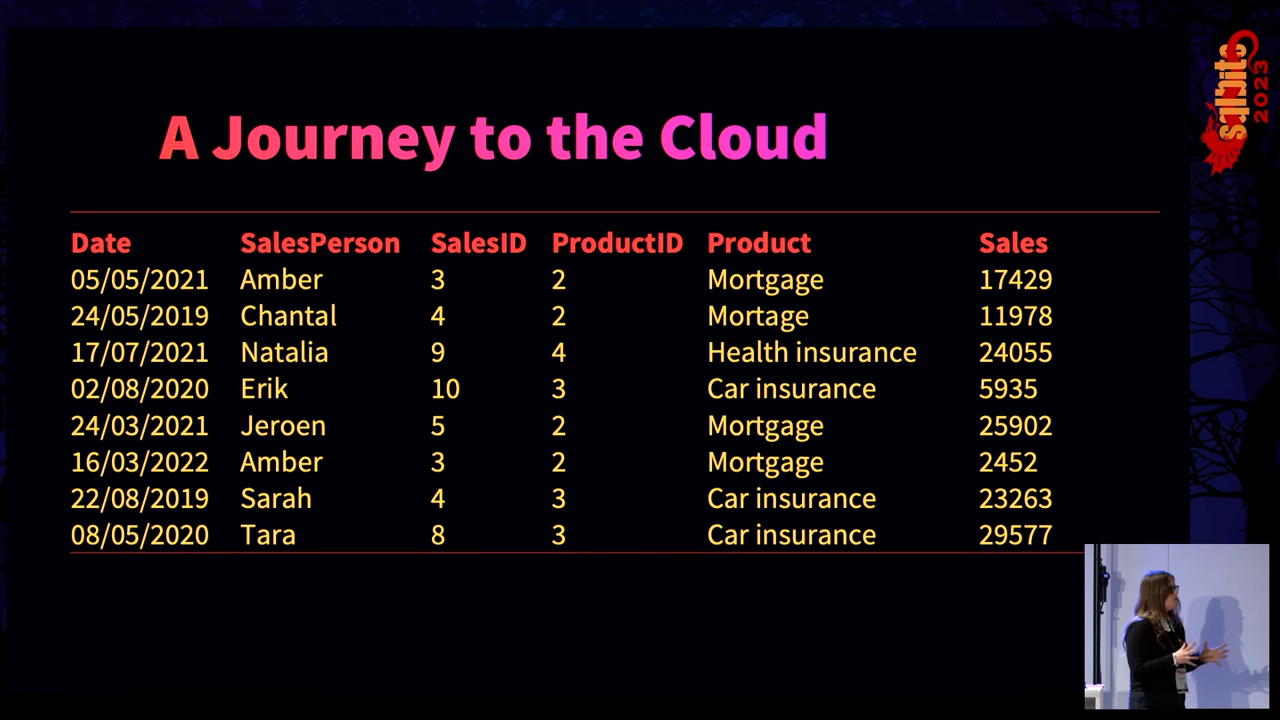 A Journey to the Cloud
sqlbits
2023
Date SalesPerson SalesID ProductID Product Sales
05/05/2021 Amber 3 2 Mortgage 17429
24/05/2019 Chantal 4 2 Mortage 11978
17/07/2021 Natalia 9 4 Health insurance 24055
02/08/2020 Erik 10 3 Car insurance 5935
24/03/2021 Jeroen 5 2 Mortgage 25902
16/03/2022 Amber 3 2 Mortgage 2452
22/08/2019 Sarah 4 3 Car insurance 23263
08/05/2020 Tara 8 3 Car insurance 29577